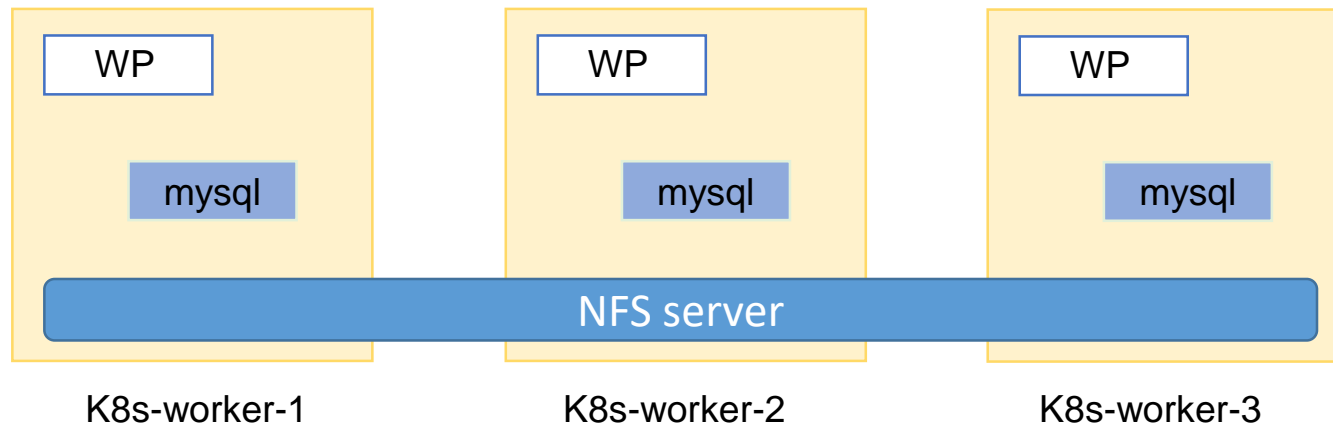 WP
WP
WP
mysql
mysql
mysql
NFS server
K8s-worker-1
K8s-worker-2
K8s-worker-3